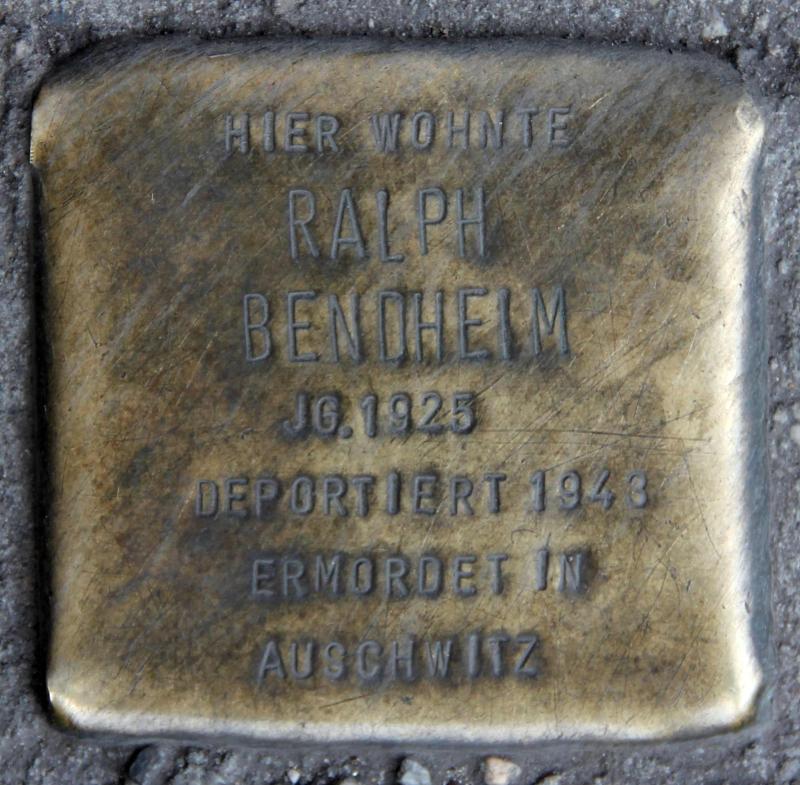 HIER WOHNTE
RALPH
BENDHEIM
JG. 1925
DEPORTIERT 1943
ERMORDET IN
AUSCHWITZ